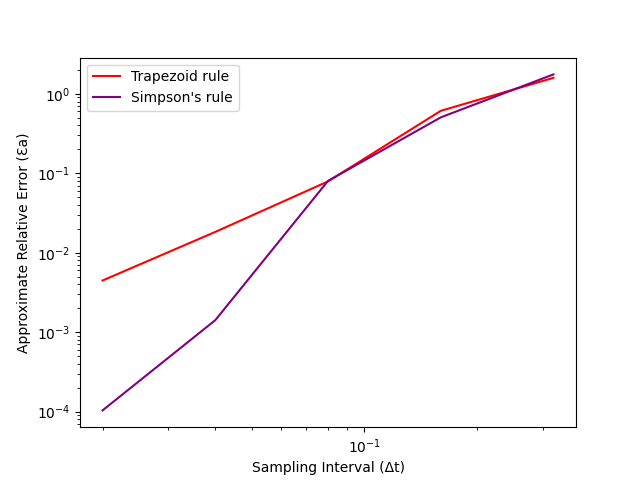 Trapezoid rule
Simpson's rule
10⁰
10⁻¹
10⁻²
10⁻³
10⁻⁴
Approximate Relative Error (Ɛa)
10⁻¹
Sampling Interval (Δt)